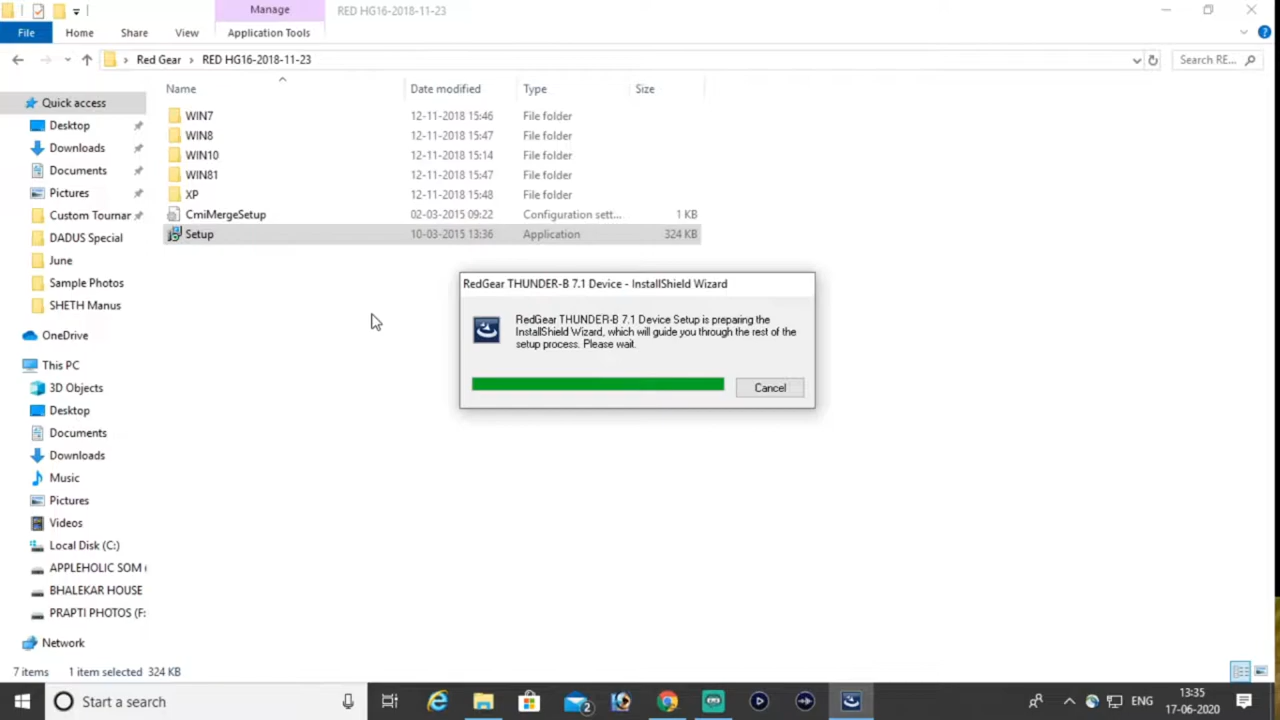 Manage
RED HG16-2018-11-23
File
Home
Share
View
Application Tools
Red Gear
RED HG16-2018-11-23
Search RE...
Name
Date modified
Type
Size
WIN7
12-11-2018 15:46
File folder
WIN8
12-11-2018 15:47
File folder
WIN10
12-11-2018 15:14
File folder
WIN81
12-11-2018 15:47
File folder
XP
12-11-2018 15:48
File folder
CmiMergeSetup
02-03-2015 09:22
Configuration sett...
1 KB
Setup
10-03-2015 13:36
Application
324 KB
Quick access
Desktop
Downloads
Documents
Pictures
Custom Tournar
DADUS Special
June
Sample Photos
SHETH Manus
OneDrive
This PC
3D Objects
Desktop
Documents
Downloads
Music
Pictures
Videos
Local Disk (C:)
APPLEHOLIC SOM (
BHALEKAR HOUSE
PRAPTI PHOTOS (F:
Network
RedGear THUNDER-B 7.1 Device - InstallShield Wizard
RedGear THUNDER-B 7.1 Device Setup is preparing the
InstallShield Wizard, which will guide you through the rest of the
setup process. Please wait.
Cancel
7 items
1 item selected 324 KB
Start a search
2
ENG
13:35
17-06-2020